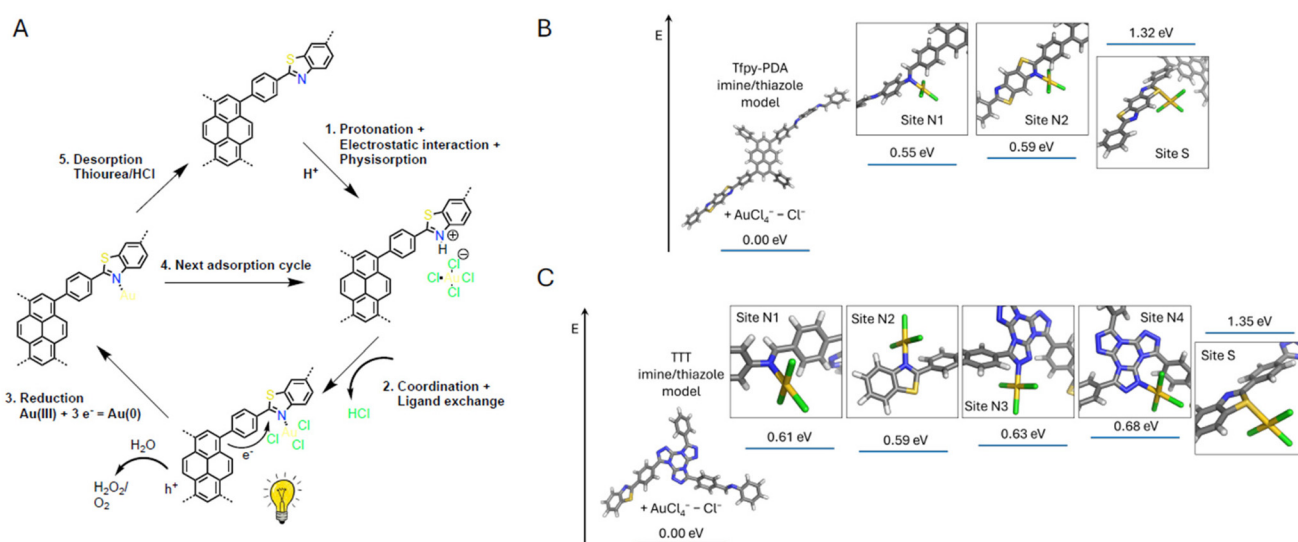 A
S
N
1. Protonation +
Electrostatic interaction +
Physisorption
H⁺
5. Desorption
Thiourea/HCl
S
N
⊕
H
⊖
Cl
Cl
Au
Cl
Cl
S
N
Au
4. Next adsorption cycle
2. Coordination +
Ligand exchange
HCl
3. Reduction
Au(III) + 3 e⁻ = Au(0)
S
N
Au
Cl
Cl
Cl
e⁻
h⁺
H₂O
H₂O₂/
O₂
B
E
Tfpy-PDA
imine/thiazole
model
+ AuCl₄⁻ – Cl⁻
0.00 eV
Site N1
0.55 eV
Site N2
0.59 eV
1.32 eV
Site S
C
E
TTT
imine/thiazole
model
+ AuCl₄⁻ – Cl⁻
0.00 eV
Site N1
0.61 eV
Site N2
0.59 eV
Site N3
0.63 eV
Site N4
0.68 eV
1.35 eV
Site S